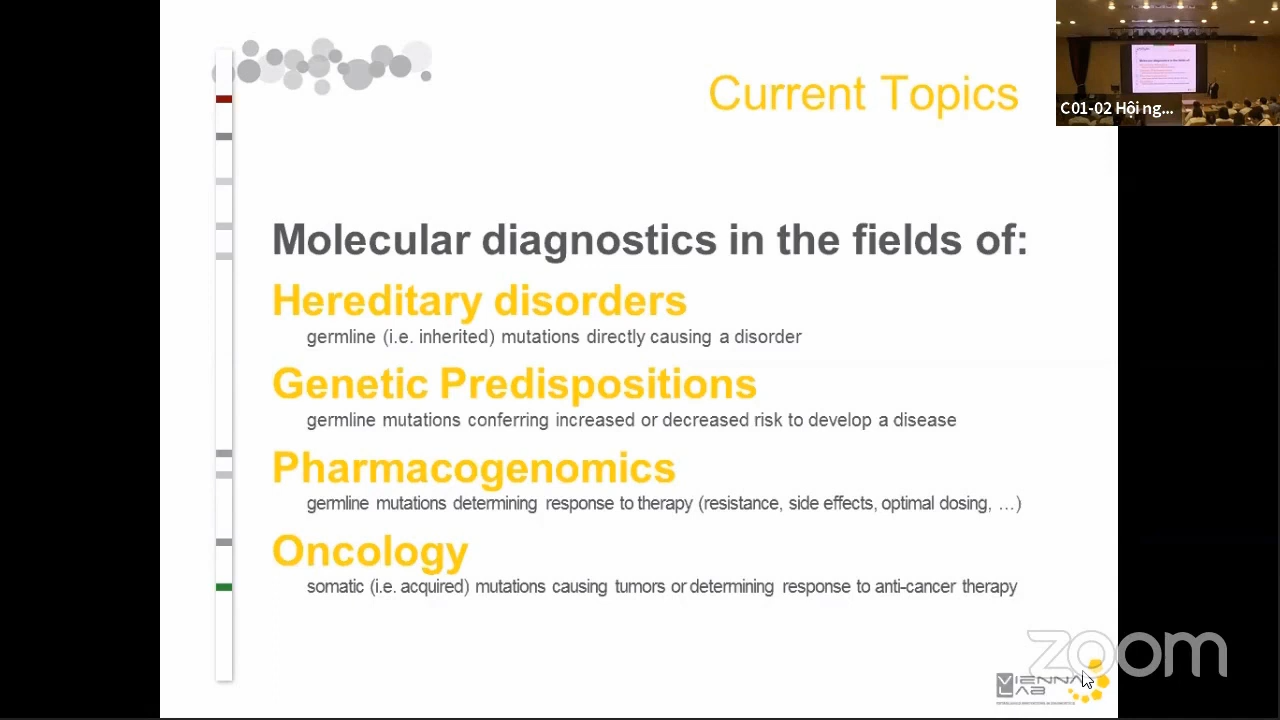 Current Topics
C01-02 Hội ng...
Molecular diagnostics in the fields of:
Hereditary disorders
germline (i.e. inherited) mutations directly causing a disorder
Genetic Predispositions
germline mutations conferring increased or decreased risk to develop a disease
Pharmacogenomics
germline mutations determining response to therapy (resistance, side effects, optimal dosing, …)
Oncology
somatic (i.e. acquired) mutations causing tumors or determining response to anti-cancer therapy
zoom
VIENNA
LAB